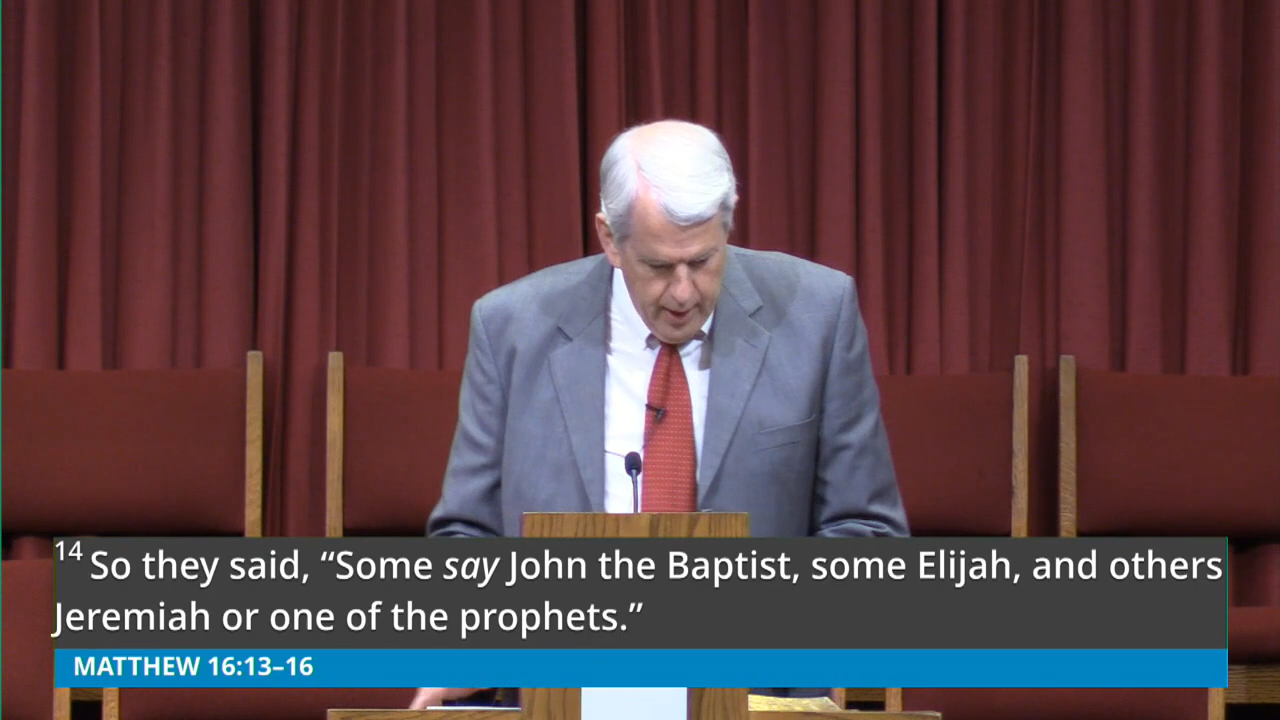 14 So they said, “Some say John the Baptist, some Elijah, and others
Jeremiah or one of the prophets.”
MATTHEW 16:13–16